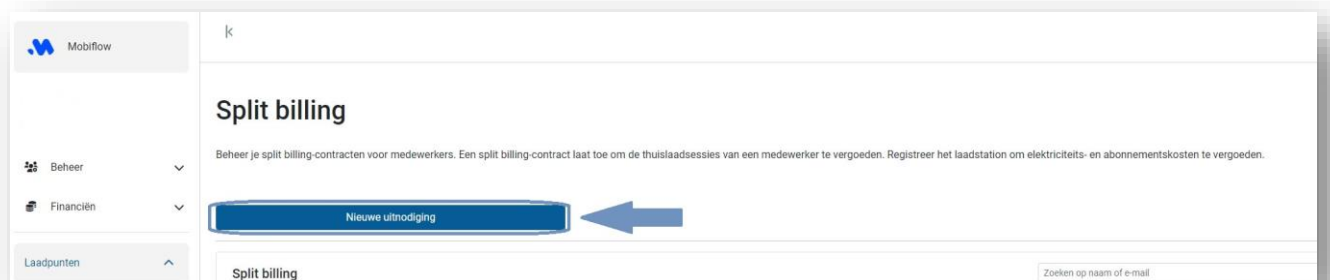 Mobiflow
Split billing
Beheer je split billing-contracten voor medewerkers. Een split billing-contract laat toe om de thuislaadsessies van een medewerker te vergoeden. Registreer het laadstation om elektriciteits- en abonnementskosten te vergoeden.
Beheer
Financiën
Nieuwe uitnodiging
Laadpunten
Split billing
Zoeken op naam of e-mail